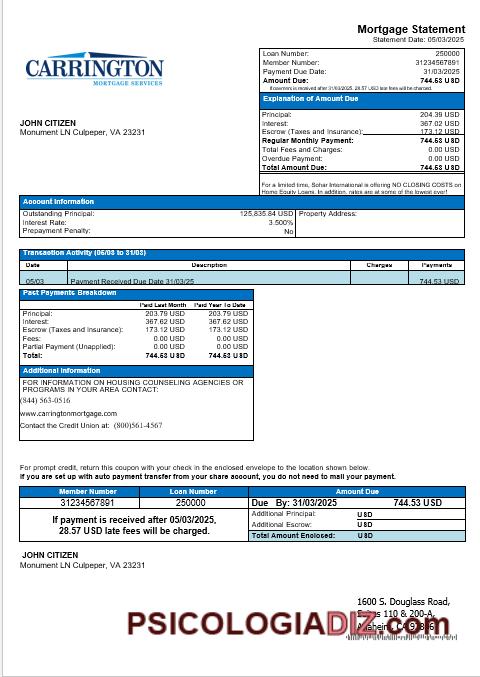 Mortgage Statement
Statement Date: 05/03/2025
CARRINGTON
MORTGAGE SERVICES
Loan Number: 250000
Member Number: 31234567891
Payment Due Date: 31/03/2025
Amount Due: 744.53 USD
If payment is received after 31/03/2025, 28.57 USD late fees will be charged.
Explanation of Amount Due
Principal: 204.39 USD
Interest: 367.02 USD
Escrow (Taxes and Insurance): 173.12 USD
Regular Monthly Payment: 744.53 USD
Total Fees and Charges: 0.00 USD
Overdue Payment: 0.00 USD
Total Amount Due: 744.53 USD
For a limited time, Sohar International is offering NO CLOSING COSTS on
Home Equity Loans. In addition, rates are at some of the lowest ever!
JOHN CITIZEN
Monument LN Culpeper, VA 23231
Account Information
Outstanding Principal: 125,835.84 USD Property Address:
Interest Rate: 3.500%
Prepayment Penalty: No
Transaction Activity (05/03 to 31/03)
Date Description Charges Payments
05/03 Payment Received Due Date 31/03/25 744.53 USD
Past Payments Breakdown
Paid Last Month Paid Year To Date
Principal: 203.79 USD 203.79 USD
Interest: 367.62 USD 367.62 USD
Escrow (Taxes and Insurance): 173.12 USD 173.12 USD
Fees: 0.00 USD 0.00 USD
Partial Payment (Unapplied): 0.00 USD 0.00 USD
Total: 744.53 USD 744.53 USD
Additional Information
FOR INFORMATION ON HOUSING COUNSELING AGENCIES OR
PROGRAMS IN YOUR AREA CONTACT:
(844) 563-0516
www.carringtonmortgage.com
Contact the Credit Union at: (800)561-4567
For prompt credit, return this coupon with your check in the enclosed envelope to the location shown below.
If you are set up with auto payment transfer from your share account, you do not need to mail your payment.
Member Number Loan Number Amount Due
31234567891 250000 Due By: 31/03/2025 744.53 USD
If payment is received after 05/03/2025,
28.57 USD late fees will be charged.
Additional Principal: USD
Additional Escrow: USD
Total Amount Enclosed: USD
JOHN CITIZEN
Monument LN Culpeper, VA 23231
1600 S. Douglass Road,
110 & 200-A,
Anaheim, CA
PSICOLOGIADIZ.com